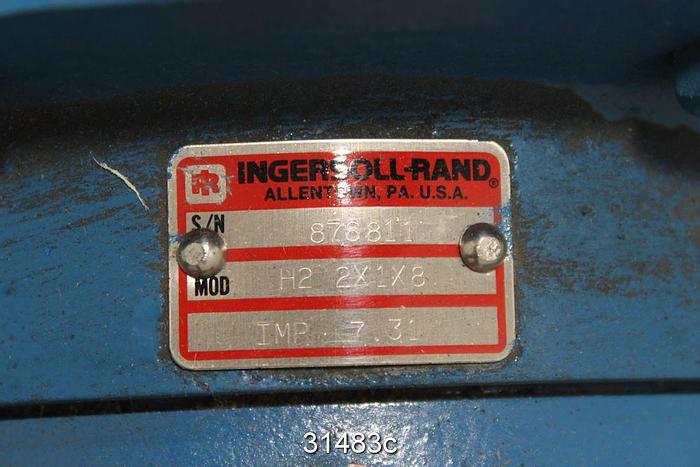 IR INGERSOLL-RAND®
ALLENTOWN, PA. U.S.A.
S/N 876811
MOD H2 2X1X8
IMP. 7.31
31483c